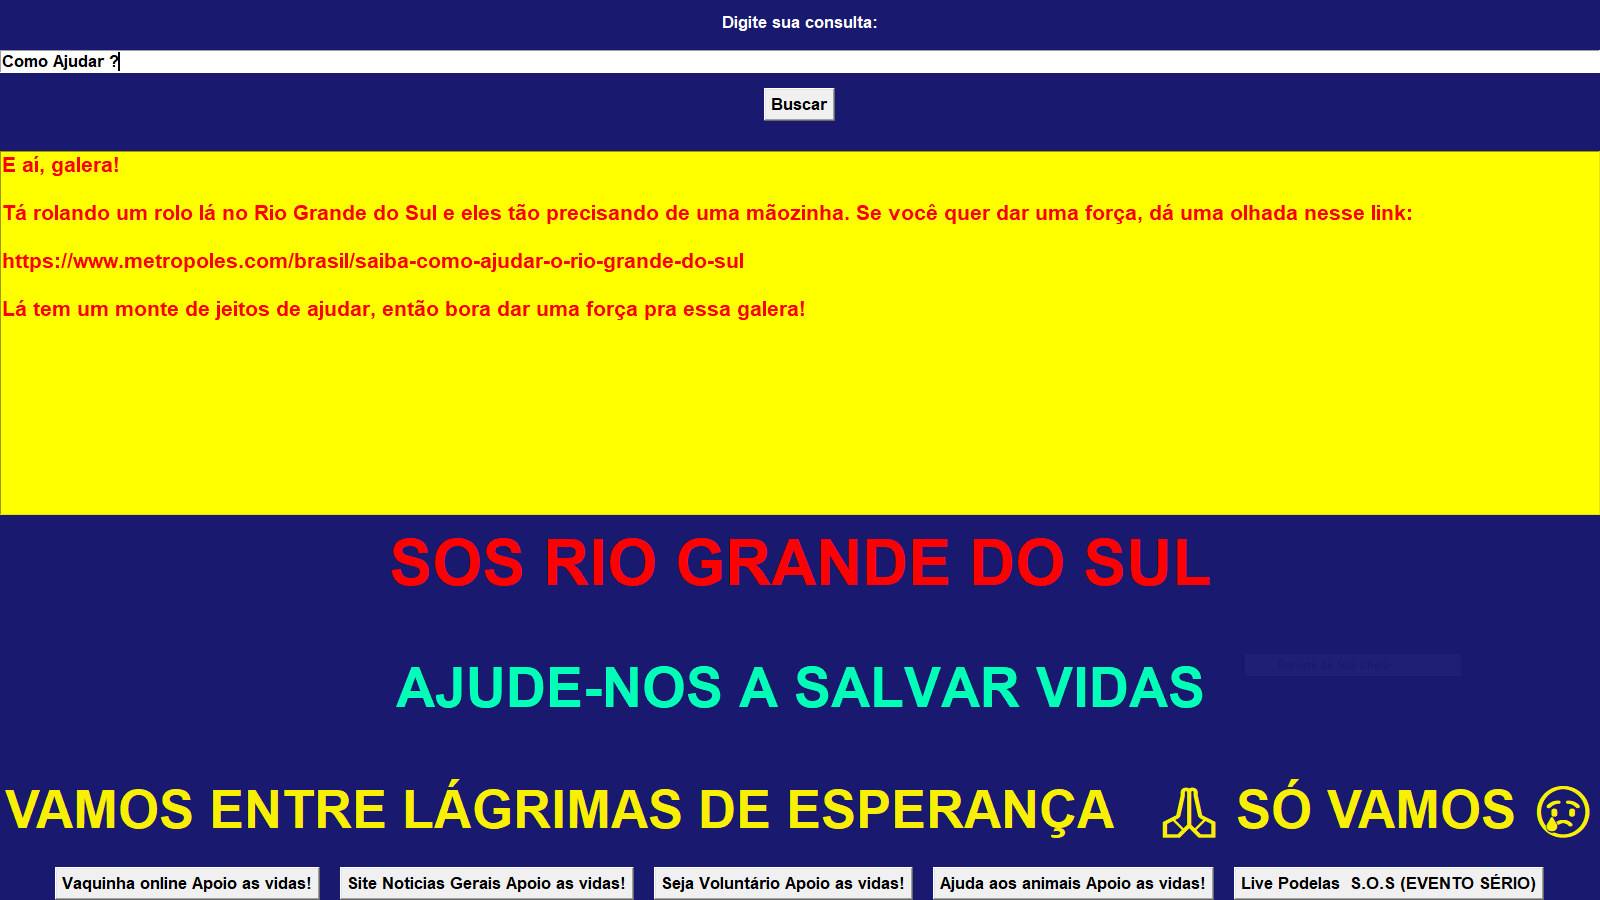 Digite sua consulta:
Como Ajudar ?
Buscar
E aí, galera!
Tá rolando um rolo lá no Rio Grande do Sul e eles tão precisando de uma mãozinha. Se você quer dar uma força, dá uma olhada nesse link:
https://www.metropoles.com/brasil/saiba-como-ajudar-o-rio-grande-do-sul
Lá tem um monte de jeitos de ajudar, então bora dar uma força pra essa galera!
SOS RIO GRANDE DO SUL
Recorte de Tela Cheia
AJUDE-NOS A SALVAR VIDAS
VAMOS ENTRE LÁGRIMAS DE ESPERANÇA 🙏 SÓ VAMOS 😢
Vaquinha online Apoio as vidas!
Site Noticias Gerais Apoio as vidas!
Seja Voluntário Apoio as vidas!
Ajuda aos animais Apoio as vidas!
Live Podelas  S.O.S (EVENTO SÉRIO)